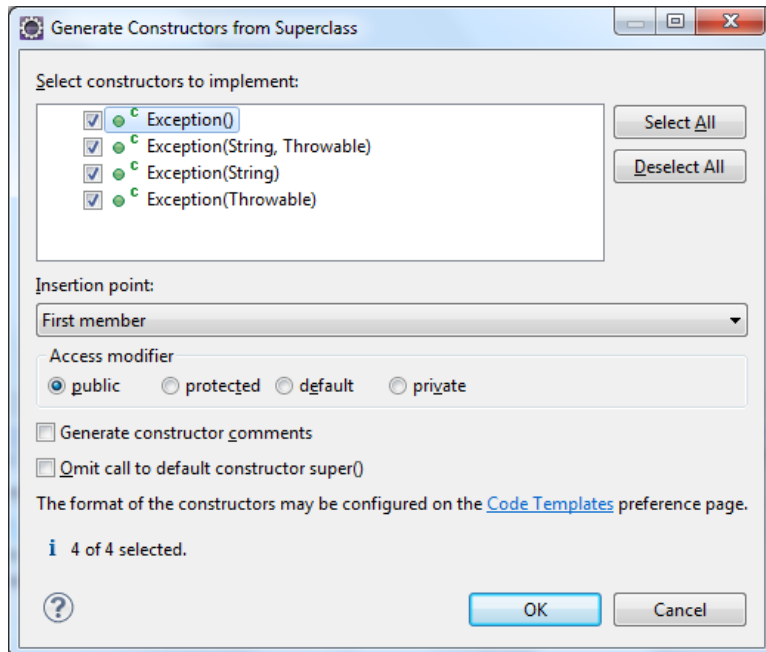 Generate Constructors from Superclass
Select constructors to implement:
Exception()
Exception(String, Throwable)
Exception(String)
Exception(Throwable)
Select All
Deselect All
Insertion point:
First member
Access modifier
public protected default private
Generate constructor comments
Omit call to default constructor super()
The format of the constructors may be configured on the Code Templates preference page.
4 of 4 selected.
OK Cancel